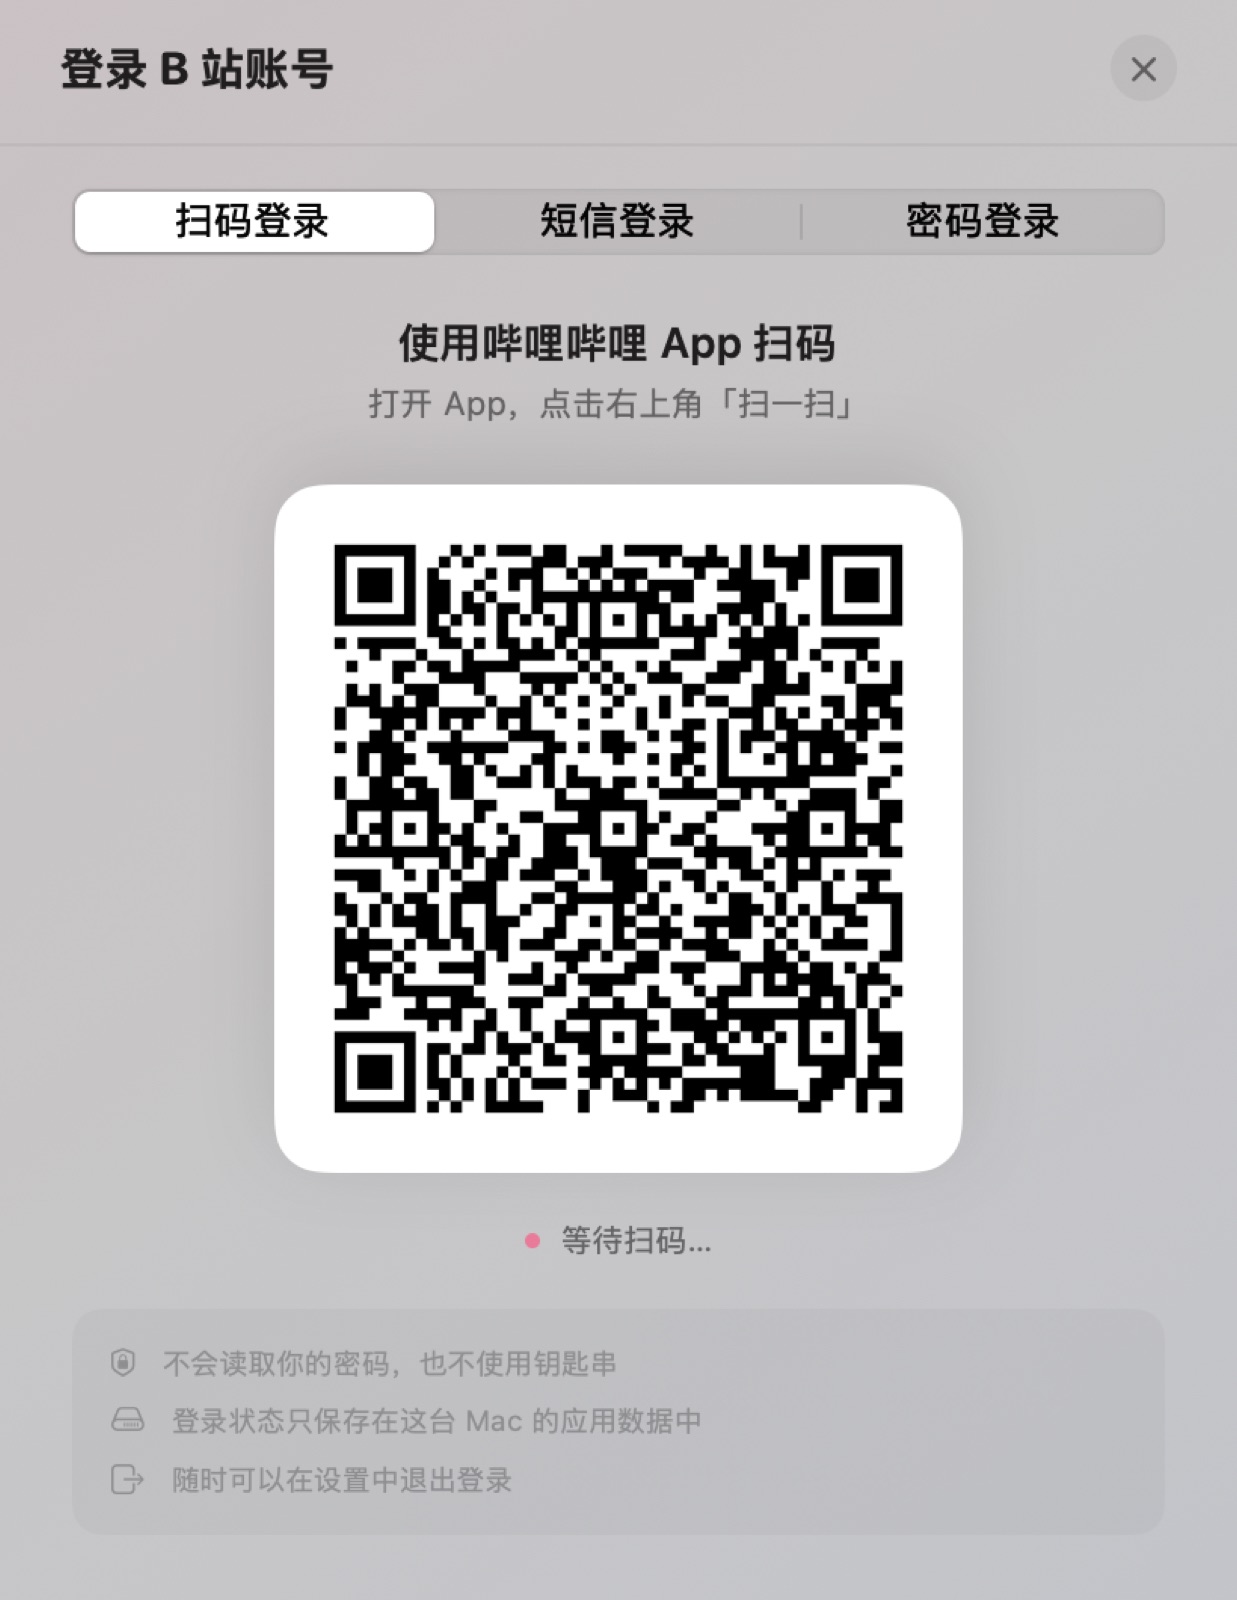 登录 B 站账号
扫码登录
短信登录
密码登录
使用哔哩哔哩 App 扫码
打开 App，点击右上角「扫一扫」
等待扫码...
不会读取你的密码，也不使用钥匙串
登录状态只保存在这台 Mac 的应用数据中
随时可以在设置中退出登录